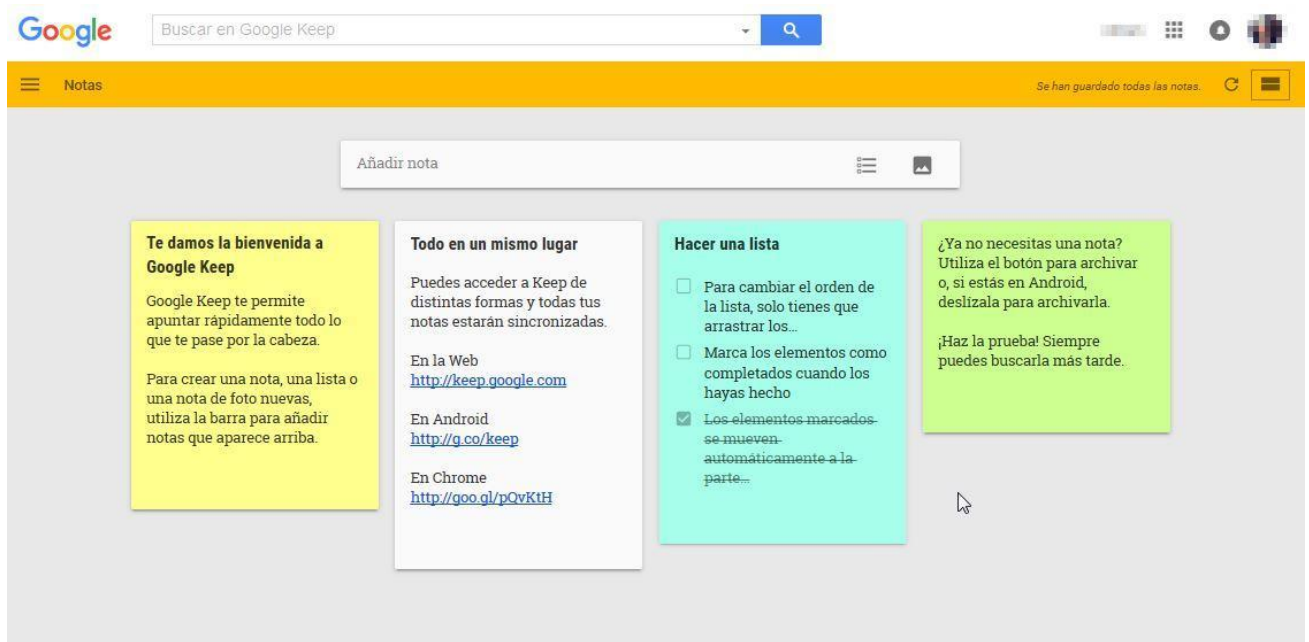 Google
Buscar en Google Keep
Notas
Se han guardado todas las notas.
Añadir nota
Te damos la bienvenida a
Google Keep
Google Keep te permite
apuntar rápidamente todo lo
que te pase por la cabeza.
Para crear una nota, una lista o
una nota de foto nuevas,
utiliza la barra para añadir
notas que aparece arriba.
Todo en un mismo lugar
Puedes acceder a Keep de
distintas formas y todas tus
notas estarán sincronizadas.
En la Web
http://keep.google.com
En Android
http://g.co/keep
En Chrome
http://goo.gl/pQvKtH
Hacer una lista
Para cambiar el orden de
la lista, solo tienes que
arrastrar los...
Marca los elementos como
completados cuando los
hayas hecho
Los elementos marcados
se mueven
automáticamente a la
parte...
¿Ya no necesitas una nota?
Utiliza el botón para archivar
o, si estás en Android,
deslízala para archivarla.
¡Haz la prueba! Siempre
puedes buscarla más tarde.